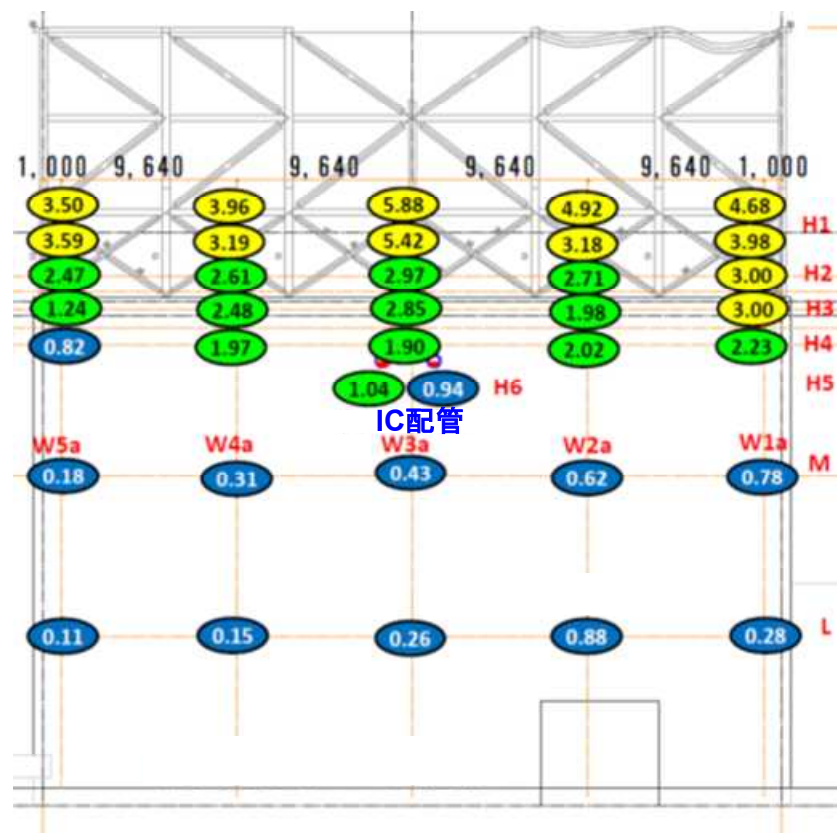 1,000 9,640 9,640 9,640 9,640 1,000
3.50 3.96 5.88 4.92 4.68
H1
3.59 3.19 5.42 3.18 3.98
2.47 2.61 2.97 2.71 3.00 H2
1.24 2.48 2.85 1.98 3.00 H3
0.82 1.97 1.90 2.02 2.23 H4
1.04 0.94 H6 H5
IC配管
W5a W4a W3a W2a W1a
0.18 0.31 0.43 0.62 0.78 M
0.11 0.15 0.26 0.88 0.28 L